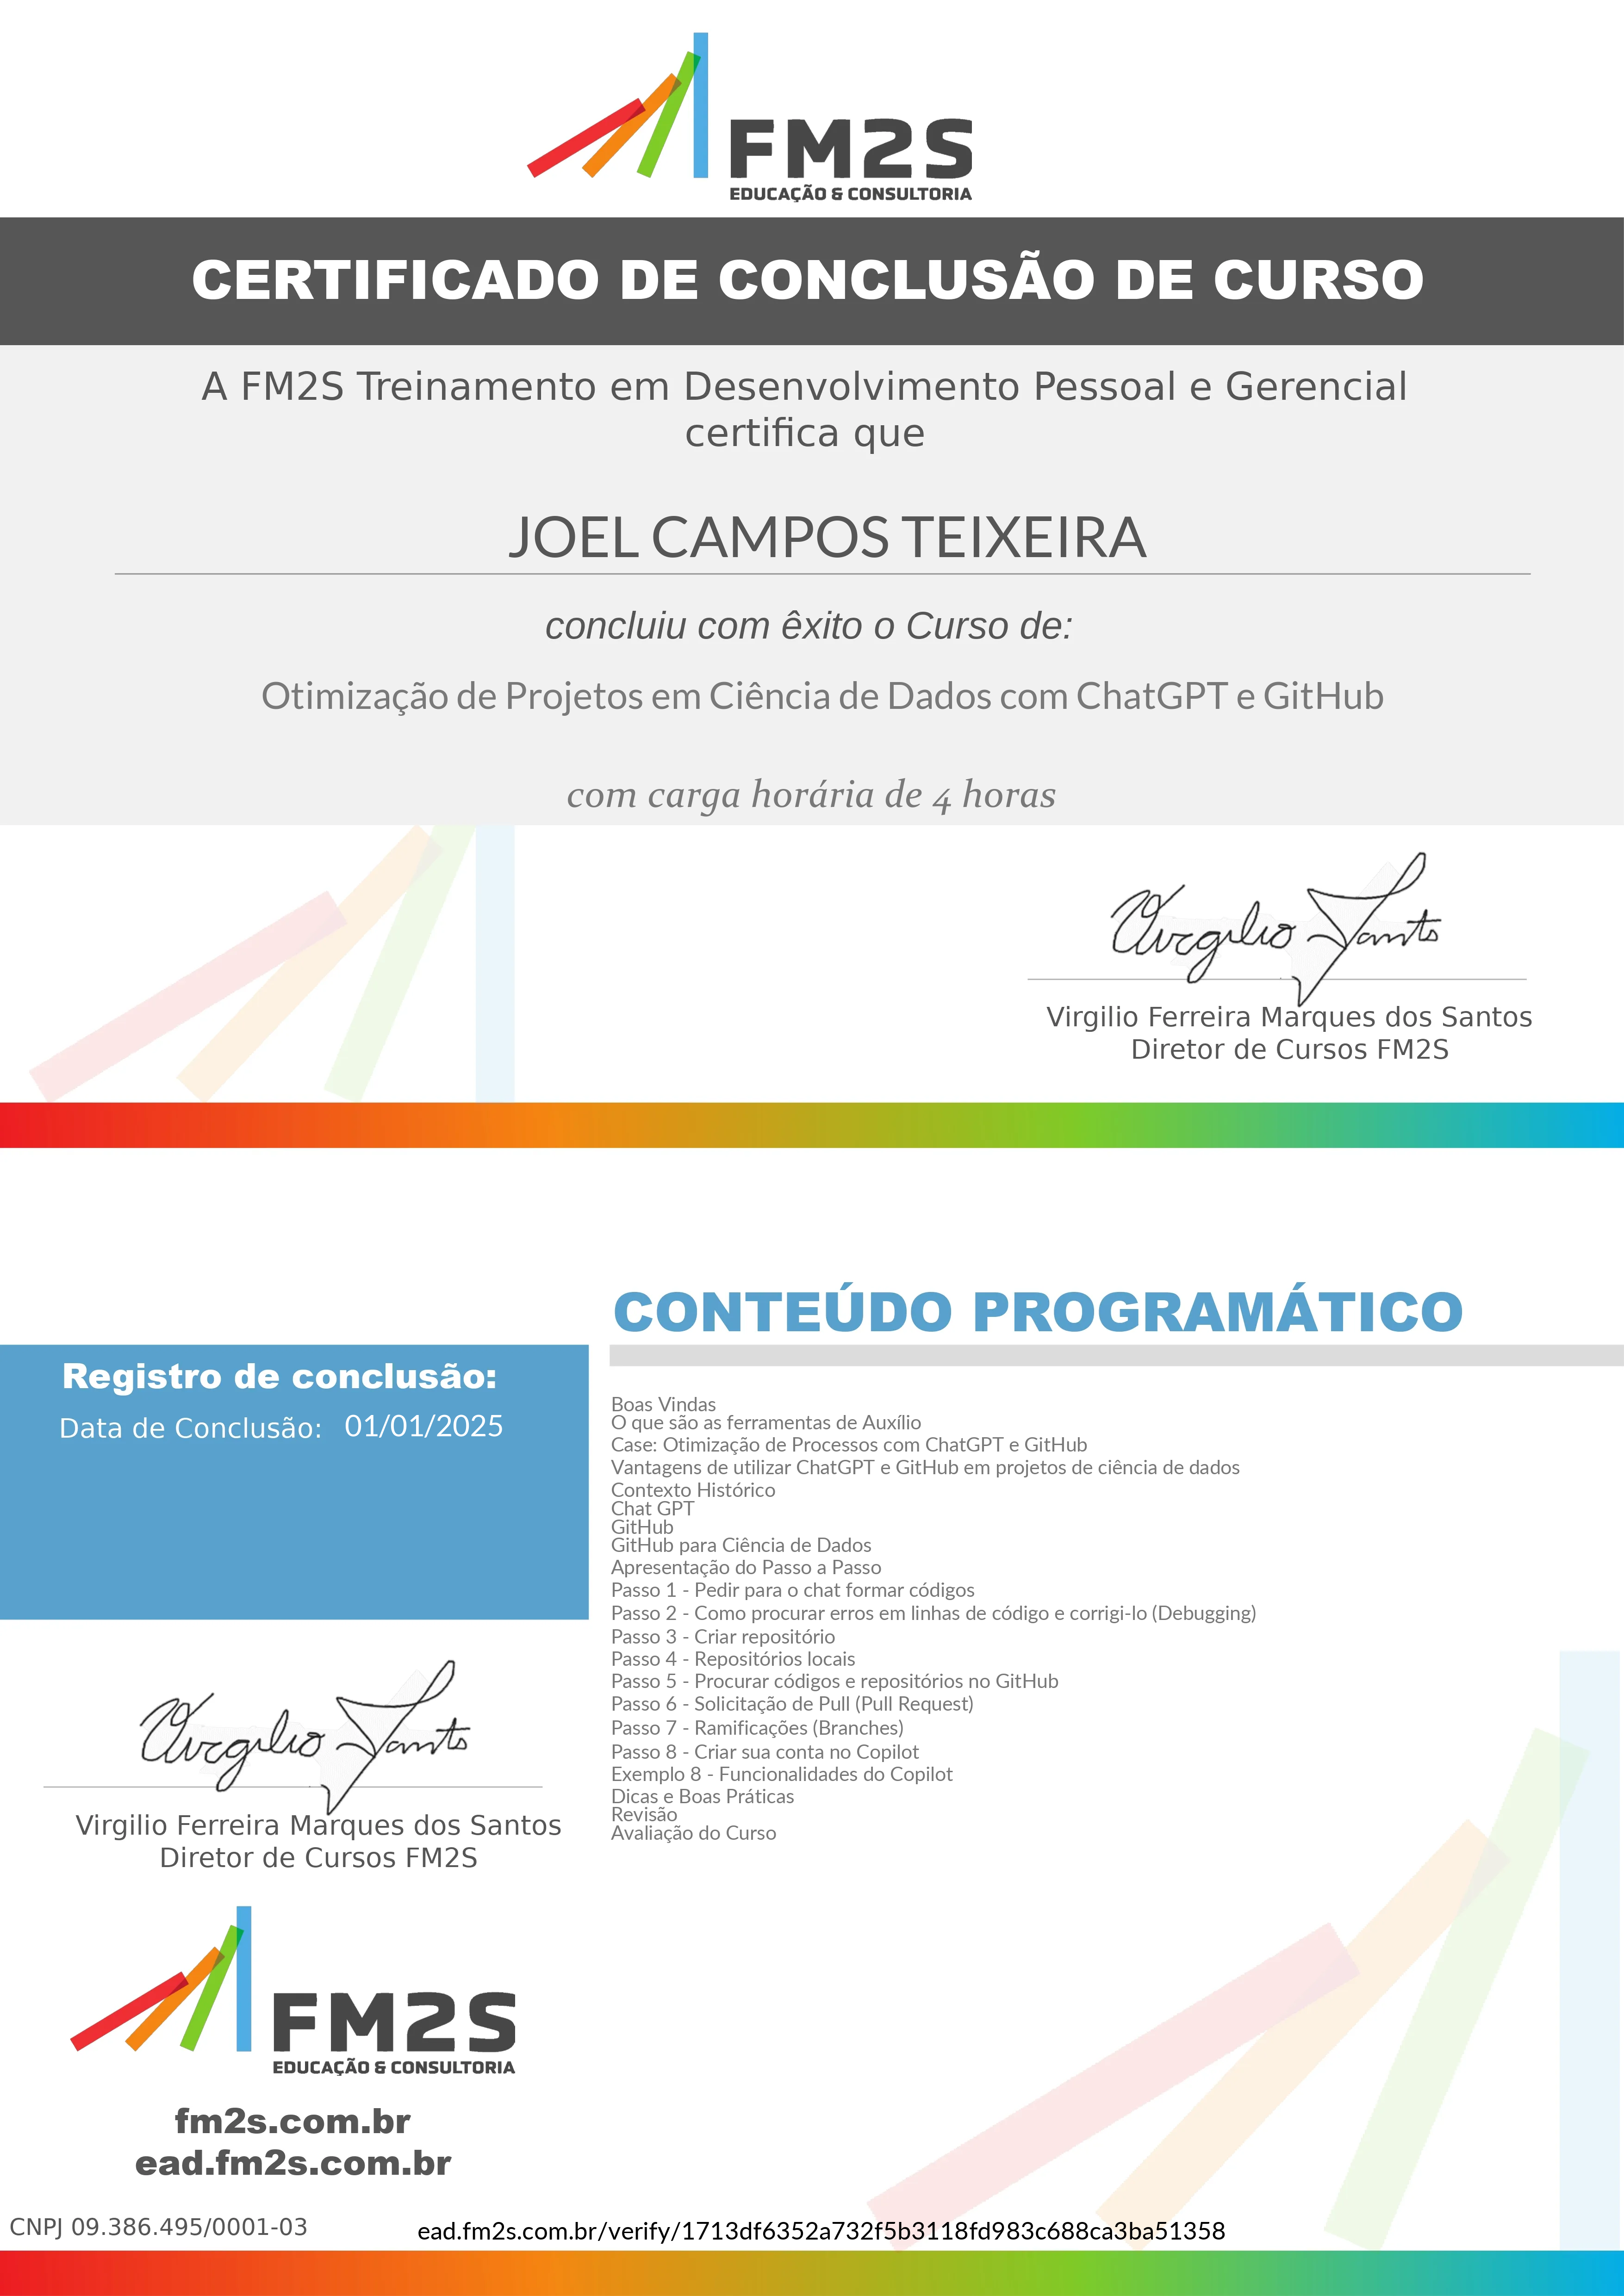 FM2S
EDUCAÇÃO & CONSULTORIA
CERTIFICADO DE CONCLUSÃO DE CURSO
A FM2S Treinamento em Desenvolvimento Pessoal e Gerencial
certifica que
JOEL CAMPOS TEIXEIRA
concluiu com êxito o Curso de:
Otimização de Projetos em Ciência de Dados com ChatGPT e GitHub
com carga horária de 4 horas
Virgilio Santos
Virgilio Ferreira Marques dos Santos
Diretor de Cursos FM2S
CONTEÚDO PROGRAMÁTICO
Registro de conclusão:
Data de Conclusão: 01/01/2025
Boas Vindas
O que são as ferramentas de Auxílio
Case: Otimização de Processos com ChatGPT e GitHub
Vantagens de utilizar ChatGPT e GitHub em projetos de ciência de dados
Contexto Histórico
Chat GPT
GitHub
GitHub para Ciência de Dados
Apresentação do Passo a Passo
Passo 1 - Pedir para o chat formar códigos
Passo 2 - Como procurar erros em linhas de código e corrigi-lo (Debugging)
Passo 3 - Criar repositório
Passo 4 - Repositórios locais
Passo 5 - Procurar códigos e repositórios no GitHub
Passo 6 - Solicitação de Pull (Pull Request)
Passo 7 - Ramificações (Branches)
Passo 8 - Criar sua conta no Copilot
Exemplo 8 - Funcionalidades do Copilot
Dicas e Boas Práticas
Revisão
Avaliação do Curso
Virgilio Santos
Virgilio Ferreira Marques dos Santos
Diretor de Cursos FM2S
FM2S
EDUCAÇÃO & CONSULTORIA
fm2s.com.br
ead.fm2s.com.br
CNPJ 09.386.495/0001-03
ead.fm2s.com.br/verify/1713df6352a732f5b3118fd983c688ca3ba51358